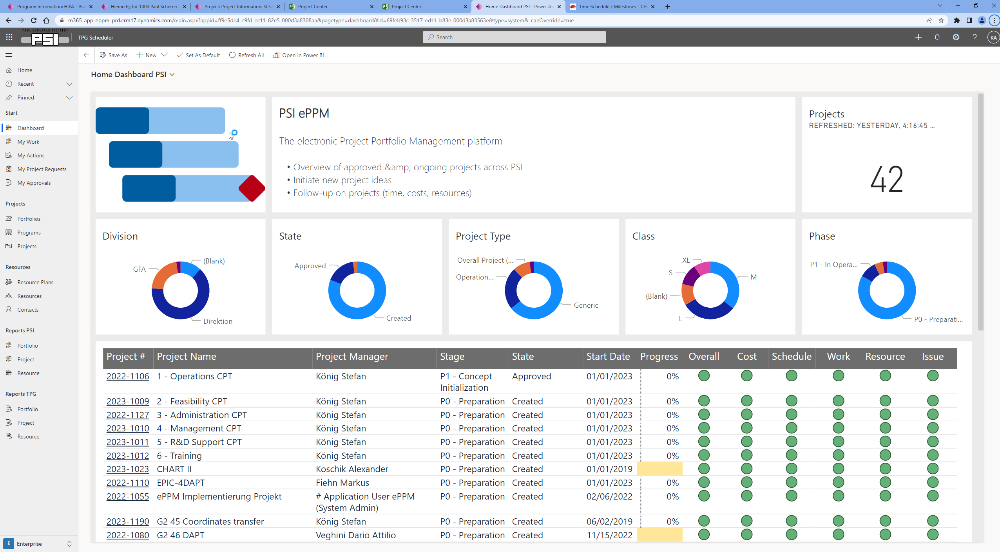 Program: Information: HIPA - Po
Hierarchy for 1000 Paul Scherrer
Project: Project Information: SLS2
Project Center
Project Center
Home Dashboard PSI - Power Ap
Time Schedule / Milestones - CH
m365-app-eppm-prd.crm17.dynamics.com/main.aspx?appid=ff9e5de4-e9fd-ec11-82e5-000d3a8308aa&pagetype=dashboard&id=69feb93c-3517-ed11-b83e-000d3a83563e&type=system&_canOverride=true
PAUL SCHERRER INSTITUT
PSI
TPG Scheduler
Search
KA
Save As
New
Set As Default
Refresh All
Open in Power BI
Home
Recent
Pinned
Start
Dashboard
My Work
My Actions
My Project Requests
My Approvals
Projects
Portfolios
Programs
Projects
Resources
Resource Plans
Resources
Contacts
Reports PSI
Portfolio
Project
Resource
Reports TPG
Portfolio
Project
Resource
E Enterprise
Home Dashboard PSI
PSI ePPM
The electronic Project Portfolio Management platform
• Overview of approved &amp; ongoing projects across PSI
• Initiate new project ideas
• Follow-up on projects (time, costs, resources)
Projects
REFRESHED: YESTERDAY, 4:16:45 ...
42
Division
(Blank)
GFA
Direktion
State
Approved
Created
Project Type
Overall Project (...
Operation...
Generic
Class
XL
S
M
(Blank)
L
Phase
P1 - In Opera...
P0 - Preparati...
Project # Project Name Project Manager Stage State Start Date Progress Overall Cost Schedule Work Resource Issue
2022-1106 1 - Operations CPT König Stefan P1 - Concept Approved 01/01/2023 0%
Initialization
2023-1009 2 - Feasibility CPT König Stefan P0 - Preparation Created 01/01/2023 0%
2022-1127 3 - Administration CPT König Stefan P0 - Preparation Created 01/01/2023 0%
2023-1010 4 - Management CPT König Stefan P0 - Preparation Created 01/01/2023 0%
2023-1011 5 - R&D Support CPT König Stefan P0 - Preparation Created 01/01/2023 0%
2023-1012 6 - Training König Stefan P0 - Preparation Created 01/01/2023 0%
2023-1023 CHART II Koschik Alexander P0 - Preparation Created 01/01/2019
2022-1110 EPIC-4DAPT Fiehn Markus P0 - Preparation Created 01/01/2023 0%
2022-1055 ePPM Implementierung Projekt # Application User ePPM P0 - Preparation Created 02/06/2022 0%
(System Admin)
2023-1190 G2 45 Coordinates transfer König Stefan P0 - Preparation Created 06/02/2019 0%
2022-1080 G2 46 DAPT Veghini Dario Attilio P0 - Preparation Created 11/15/2022